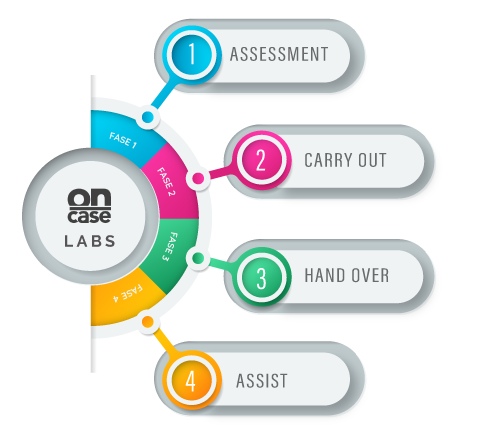 1
ASSESSMENT
FASE 1
FASE 2
2
CARRY OUT
on
case
LABS
FASE 3
3
HAND OVER
FASE 4
4
ASSIST